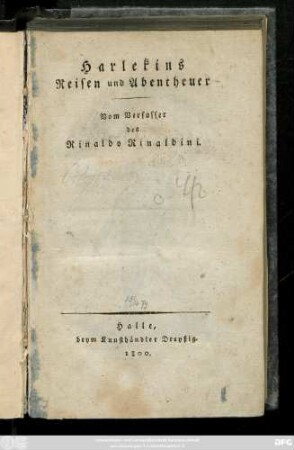 Harlekins
Reisen und Abentheuer
Vom Verfasser
des
Rinaldo Rinaldini.
Halle,
beym Kunsthändler Dreyßig.
1800.